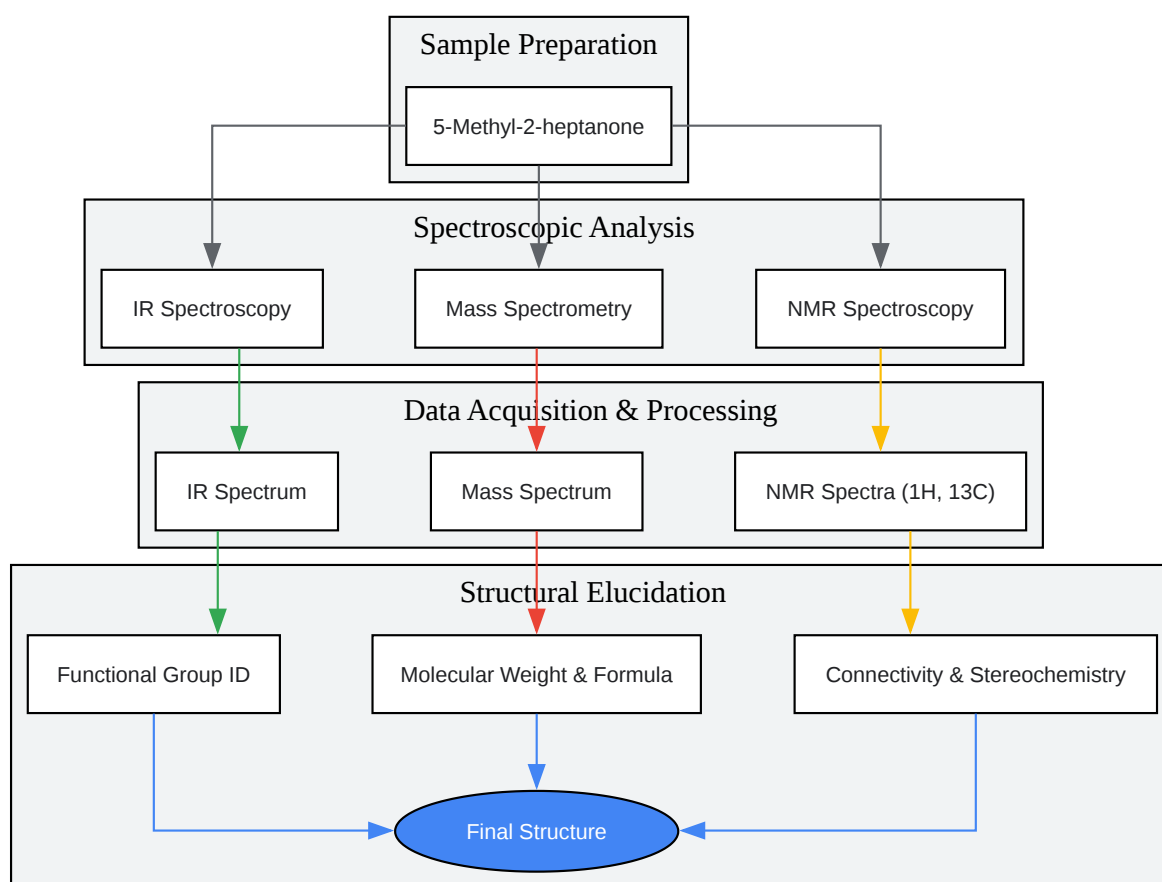 Sample Preparation
5-Methyl-2-heptanone
Spectroscopic Analysis
IR Spectroscopy
Mass Spectrometry
NMR Spectroscopy
Data Acquisition & Processing
IR Spectrum
Mass Spectrum
NMR Spectra (1H, 13C)
Structural Elucidation
Functional Group ID
Molecular Weight & Formula
Connectivity & Stereochemistry
Final Structure